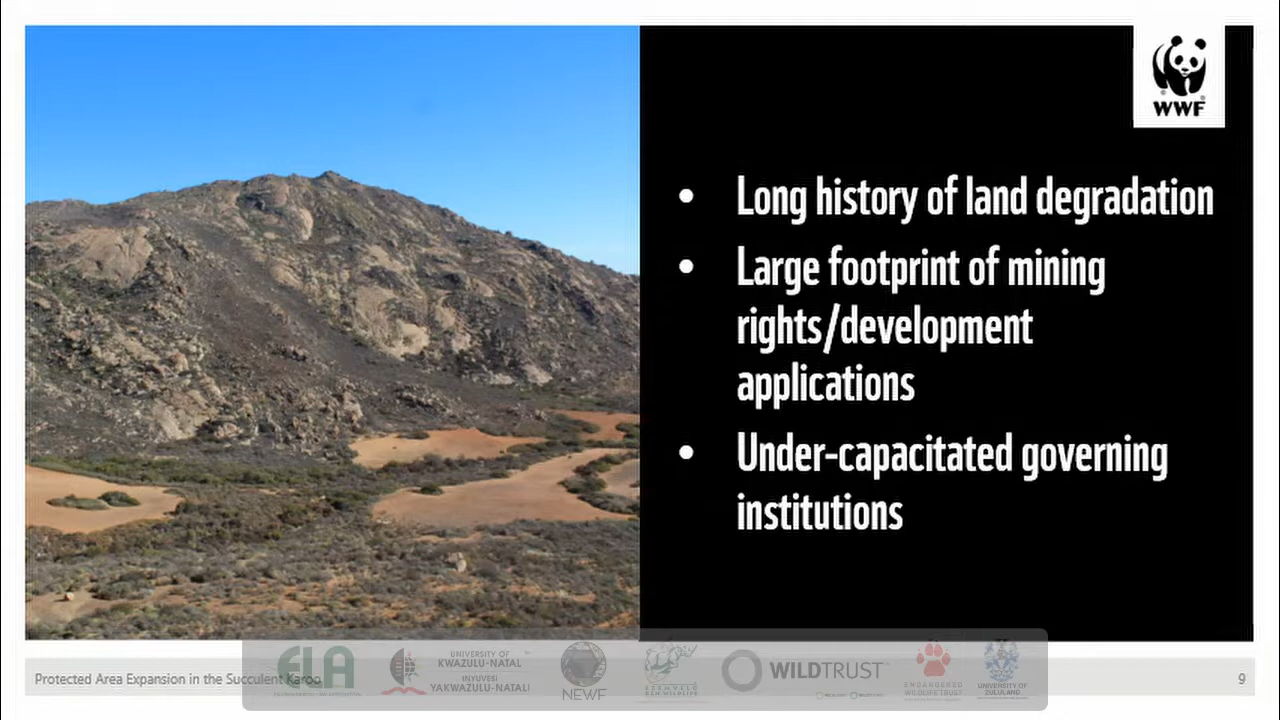 WWF
• Long history of land degradation
• Large footprint of mining
rights/development
applications
• Under-capacitated governing
institutions
Protected Area Expansion in the Succulent Karoo
ELA
UNIVERSITY OF
KWAZULU-NATAL
INYUVESI
YAKWAZULU-NATALI
NEWF
WILDTRUST
ENDANGERED
WILDLIFE TRUST
UNIVERSITY OF
ZULULAND
9